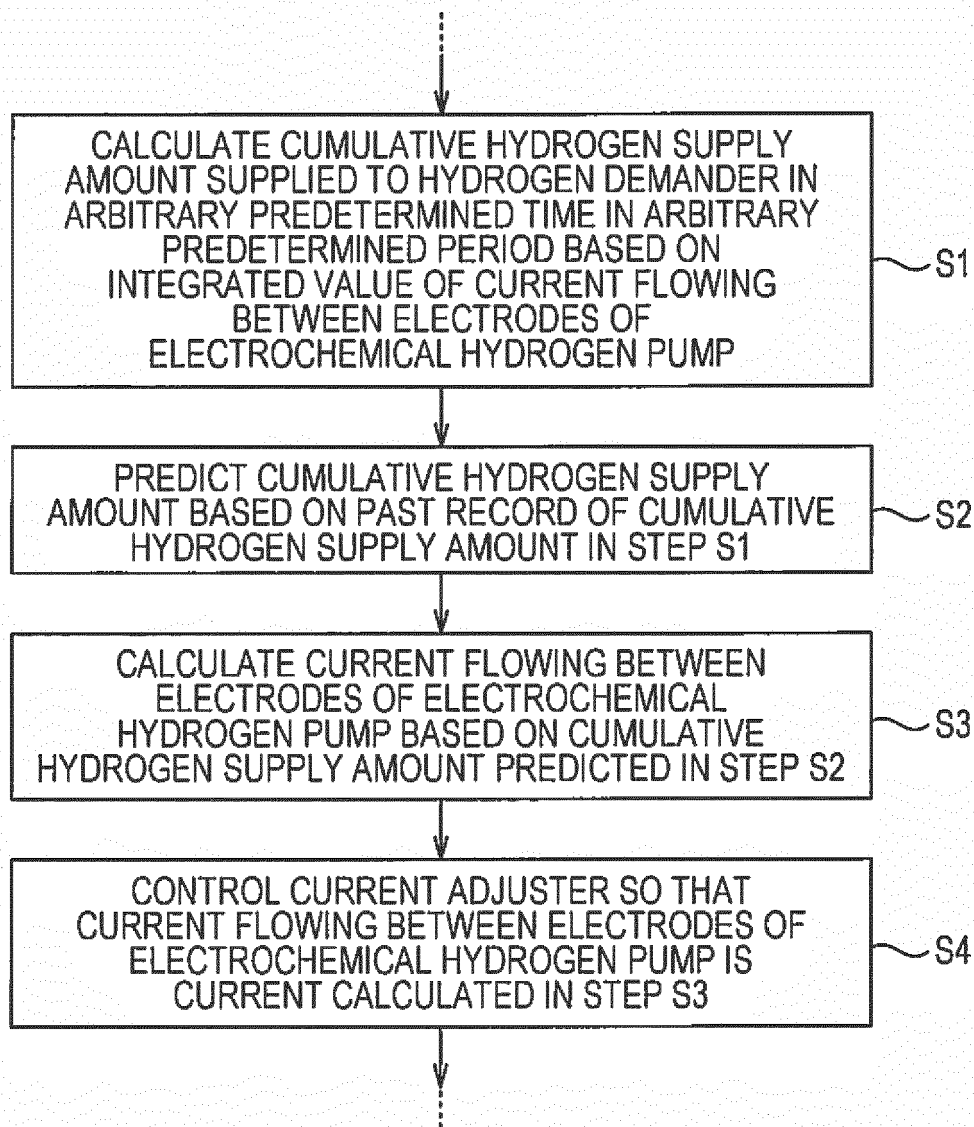 CALCULATE CUMULATIVE HYDROGEN SUPPLY
AMOUNT SUPPLIED TO HYDROGEN DEMANDER IN
ARBITRARY PREDETERMINED TIME IN ARBITRARY
PREDETERMINED PERIOD BASED ON
INTEGRATED VALUE OF CURRENT FLOWING
BETWEEN ELECTRODES OF
ELECTROCHEMICAL HYDROGEN PUMP
S1
PREDICT CUMULATIVE HYDROGEN SUPPLY
AMOUNT BASED ON PAST RECORD OF CUMULATIVE
HYDROGEN SUPPLY AMOUNT IN STEP S1
S2
CALCULATE CURRENT FLOWING BETWEEN
ELECTRODES OF ELECTROCHEMICAL
HYDROGEN PUMP BASED ON CUMULATIVE
HYDROGEN SUPPLY AMOUNT PREDICTED IN STEP S2
S3
CONTROL CURRENT ADJUSTER SO THAT
CURRENT FLOWING BETWEEN ELECTRODES OF
ELECTROCHEMICAL HYDROGEN PUMP IS
CURRENT CALCULATED IN STEP S3
S4